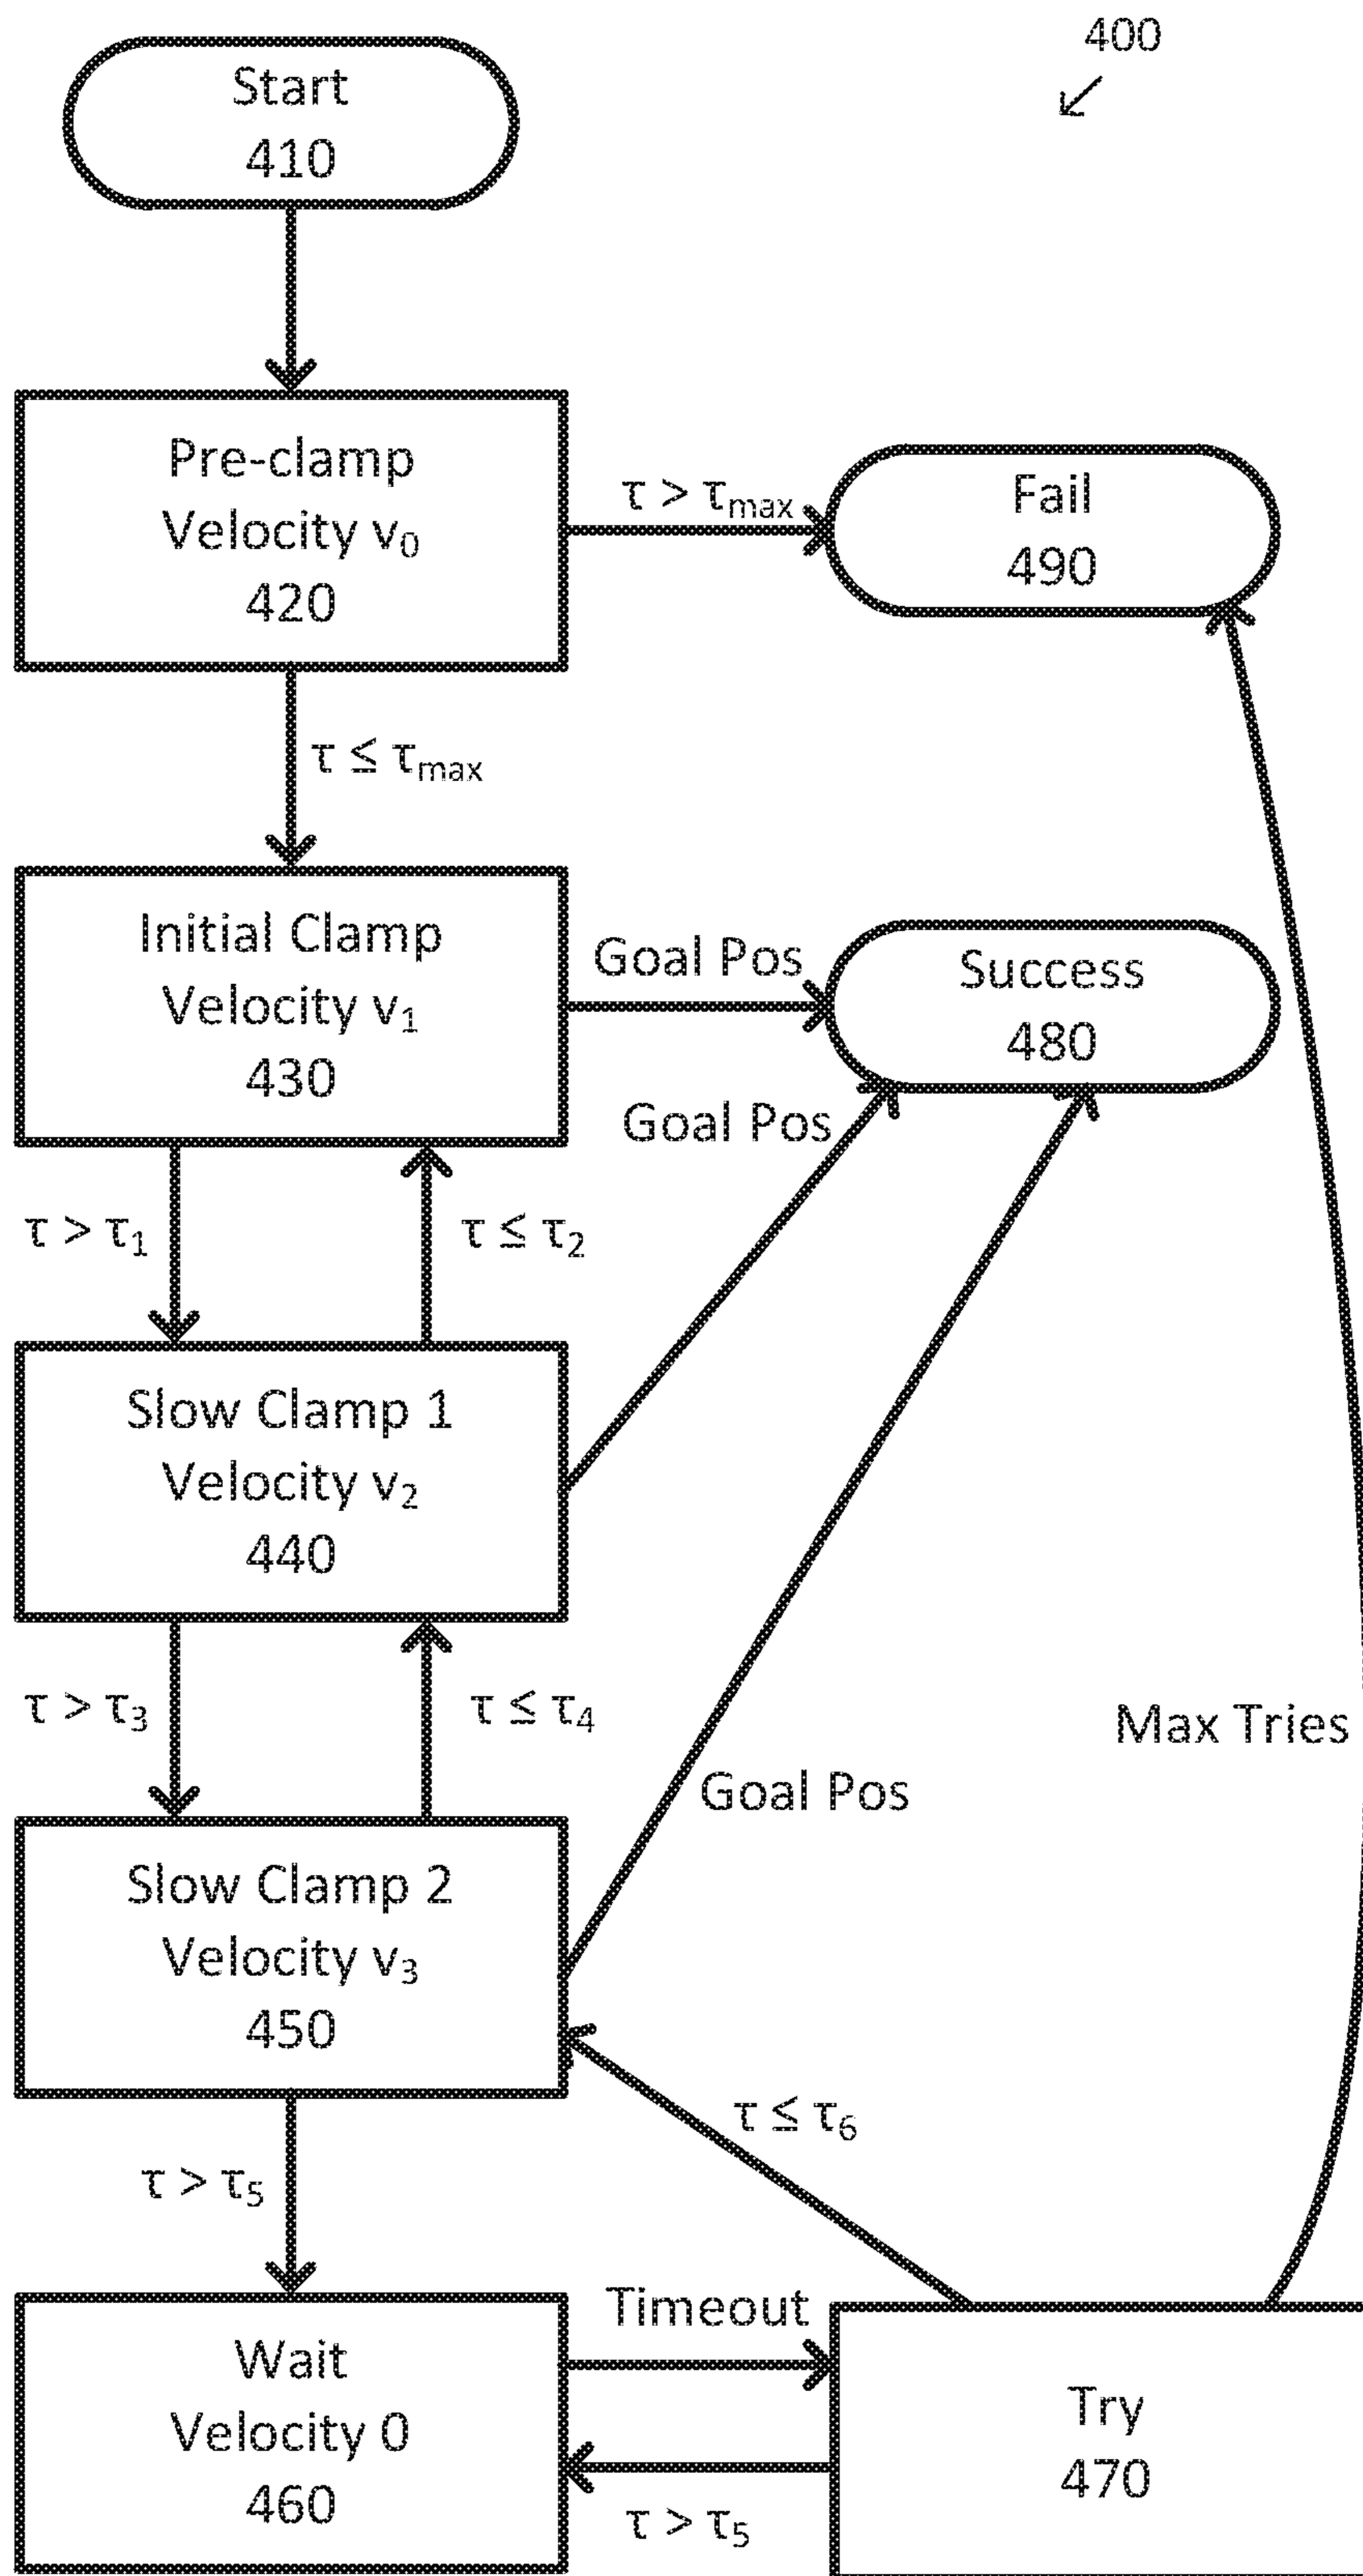 400
Start
410
Pre-clamp
Velocity v₀
420
τ > τₘₐₓ
Fail
490
τ ≤ τₘₐₓ
Initial Clamp
Velocity v₁
430
Goal Pos
Success
480
Goal Pos
τ > τ₁
τ ≤ τ₂
Slow Clamp 1
Velocity v₂
440
τ > τ₃
τ ≤ τ₄
Max Tries
Goal Pos
Slow Clamp 2
Velocity v₃
450
τ ≤ τ₆
τ > τ₅
Timeout
Wait
Velocity 0
460
Try
470
τ > τ₅